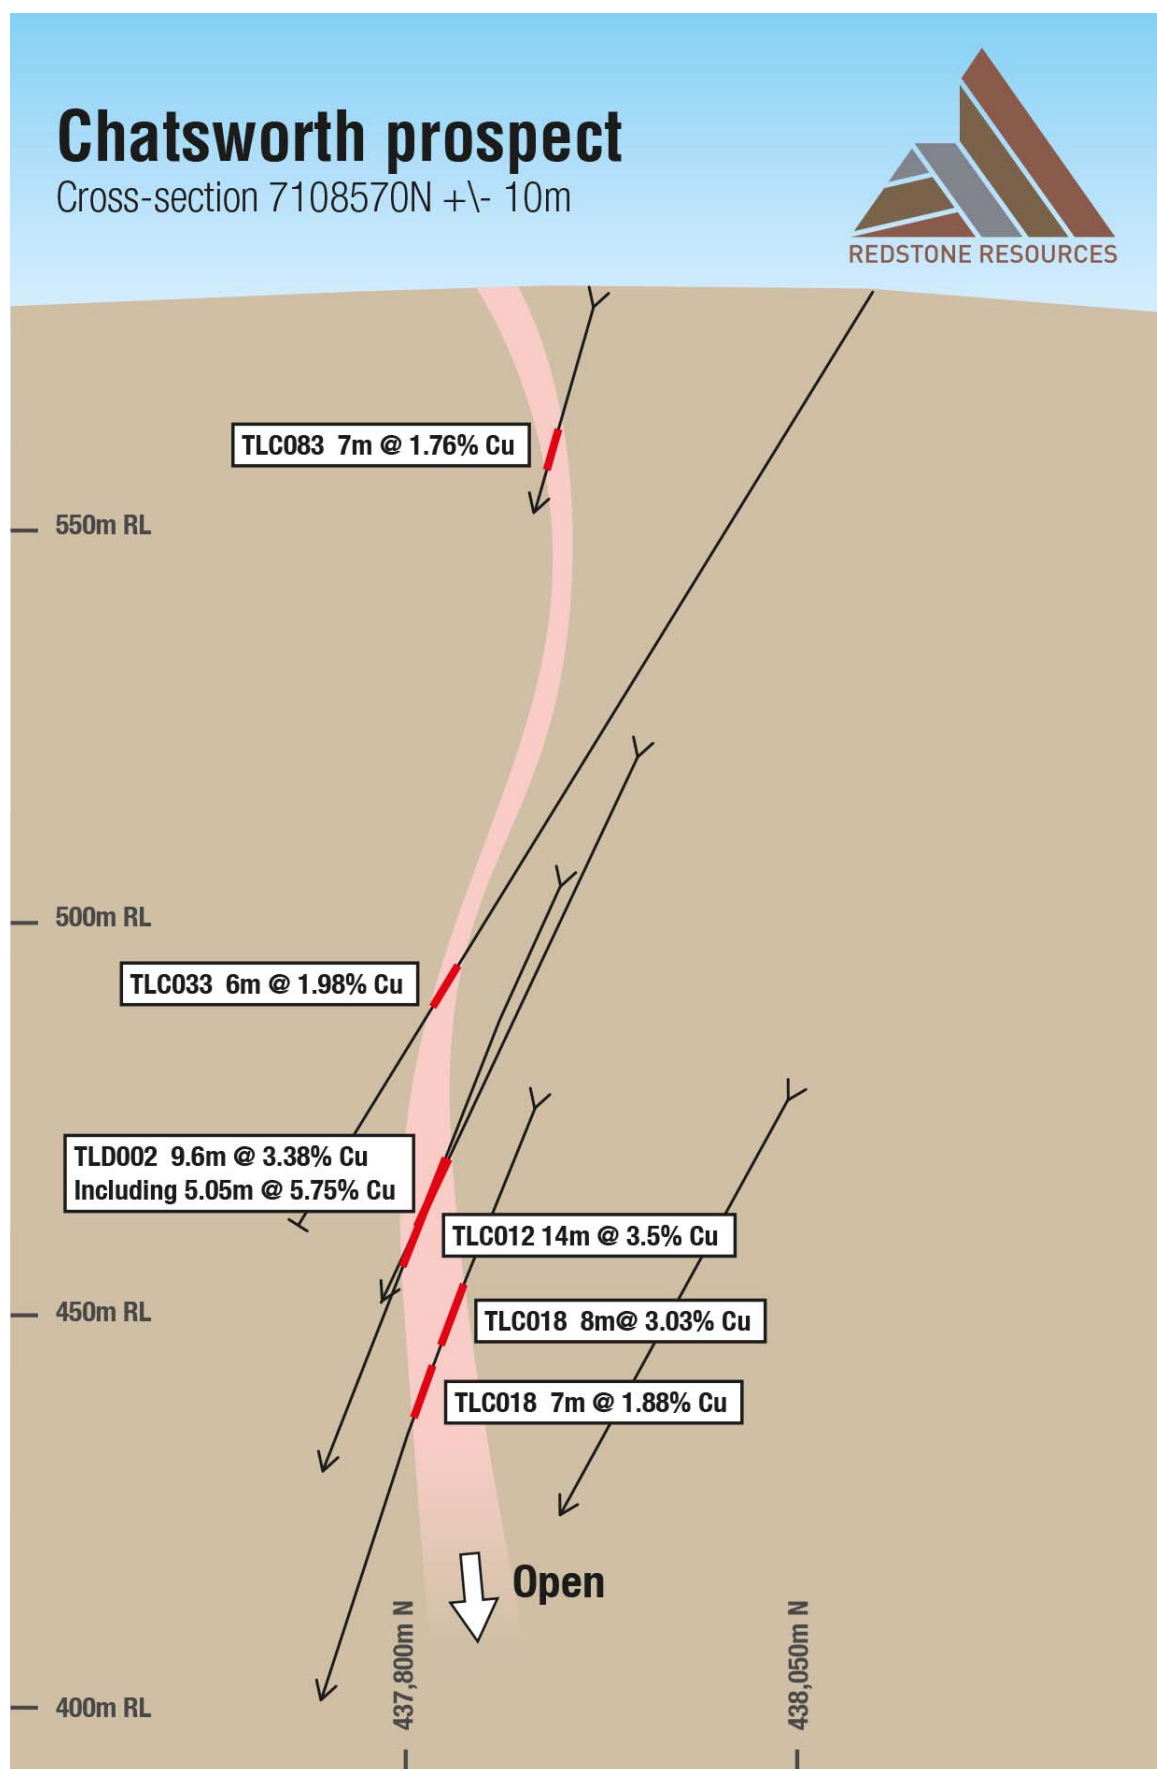 Chatsworth prospect
Cross-section 7108570N +\- 10m
REDSTONE RESOURCES
TLC083 7m @ 1.76% Cu
550m RL
500m RL
TLC033 6m @ 1.98% Cu
TLD002 9.6m @ 3.38% Cu
Including 5.05m @ 5.75% Cu
TLC012 14m @ 3.5% Cu
450m RL
TLC018 8m@ 3.03% Cu
TLC018 7m @ 1.88% Cu
Open
437,800m N
438,050m N
400m RL